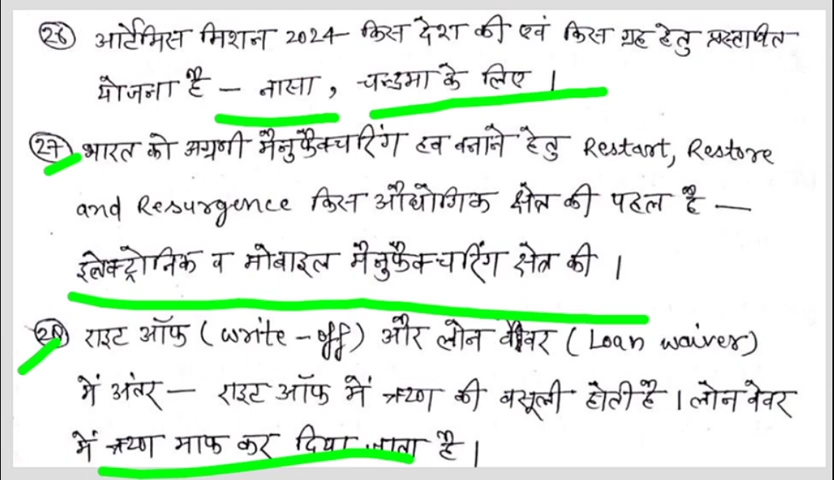 (26) आर्टेमिस मिशन 2024 किस देश की एवं किस ग्रह हेतु प्रस्तावित
योजना है – नासा, चन्द्रमा के लिए।
(27) भारत को अग्रणी मैनुफैक्चारिंग हब बनाने हेतु Restart, Restore
and Resurgence किस औद्योगिक क्षेत्र की पहल है —
इलेक्ट्रोनिक व मोबाइल मैनुफैक्चारिंग क्षेत्र की।
(28) राइट ऑफ (write-off) और लोन वेवर (Loan waiver)
में अंतर — राइट ऑफ में ऋण की वसूली होती है। लोन वेवर
में ऋण माफ कर दिया जाता है।